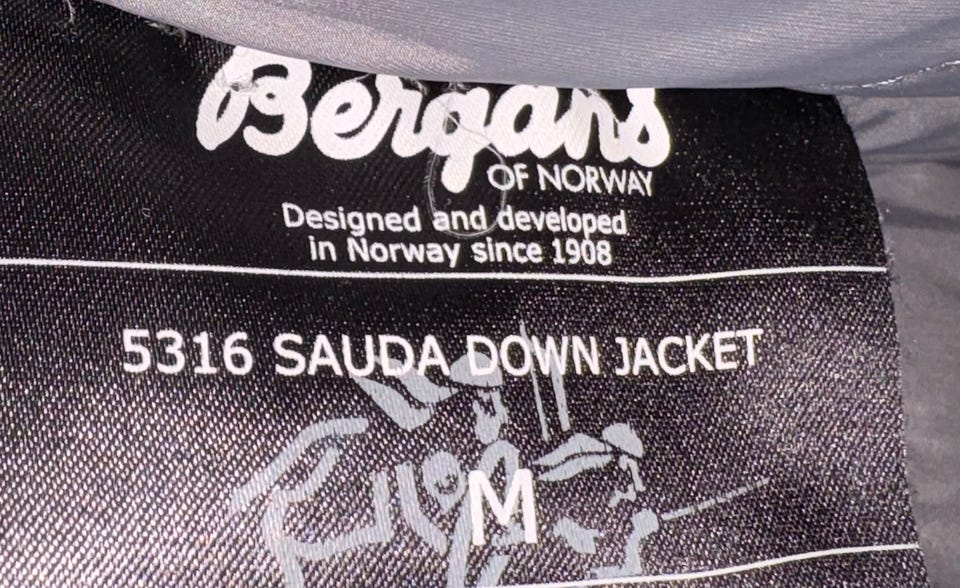 Bergans
OF NORWAY
Designed and developed
in Norway since 1908
5316 SAUDA DOWN JACKET
M